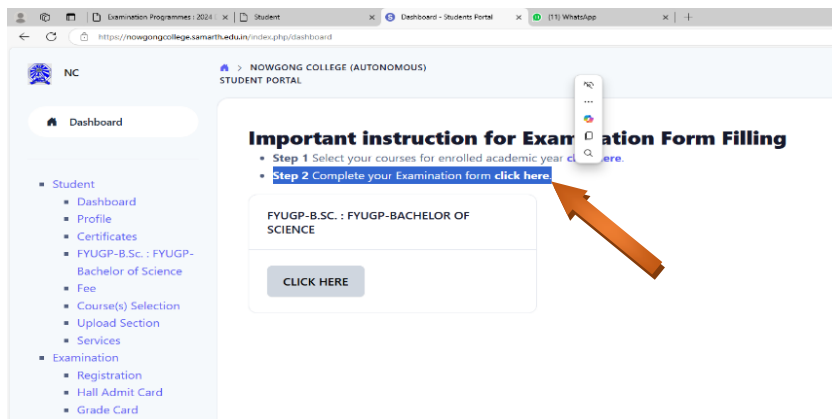 Examination Programmes : 2024
Student
Dashboard - Students Portal
(11) WhatsApp
https://nowgongcollege.samarth.edu.in/index.php/dashboard
NC
> NOWGONG COLLEGE (AUTONOMOUS)
STUDENT PORTAL
Dashboard
Important instruction for Exam ation Form Filling
Step 1 Select your courses for enrolled academic year c ere.
Step 2 Complete your Examination form click here.
FYUGP-B.SC. : FYUGP-BACHELOR OF
SCIENCE
CLICK HERE
Student
Dashboard
Profile
Certificates
FYUGP-B.Sc. : FYUGP-
Bachelor of Science
Fee
Course(s) Selection
Upload Section
Services
Examination
Registration
Hall Admit Card
Grade Card